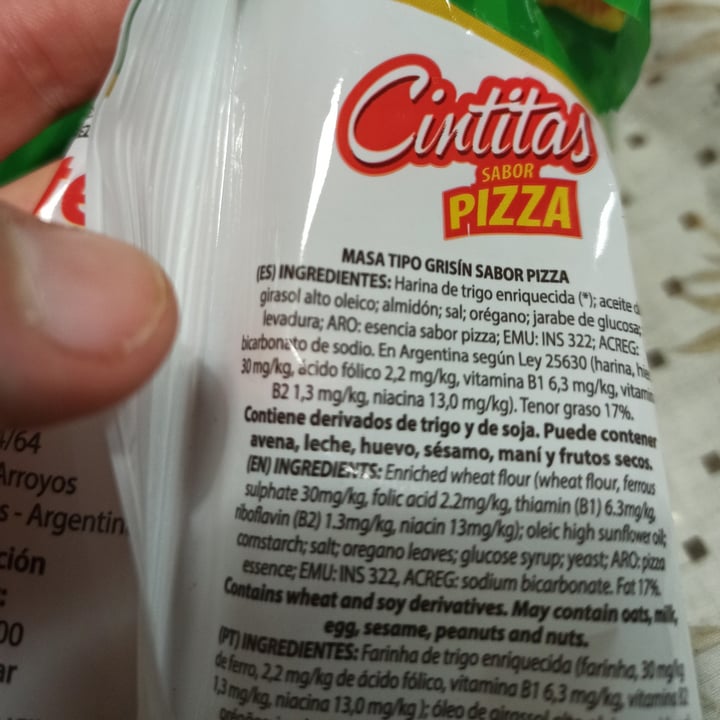 Cintitas
SABOR
PIZZA
MASA TIPO GRISÍN SABOR PIZZA
(ES) INGREDIENTES: Harina de trigo enriquecida (*); aceite
girasol alto oleico; almidón; sal; orégano; jarabe de glucosa;
levadura; ARO: esencia sabor pizza; EMU: INS 322; ACREG:
bicarbonato de sodio. En Argentina según Ley 25630 (harina,
30 mg/kg, ácido fólico 2,2 mg/kg, vitamina B1 6,3 mg/kg,
B2 1,3 mg/kg, niacina 13,0 mg/kg). Tenor graso 17%.
Contiene derivados de trigo y de soja. Puede contener
avena, leche, huevo, sésamo, maní y frutos secos.
(EN) INGREDIENTS: Enriched wheat flour (wheat flour, ferrous
sulphate 30mg/kg, folic acid 2.2mg/kg, thiamin (B1) 6.3mg/kg,
riboflavin (B2) 1.3mg/kg, niacin 13mg/kg); oleic high sunflower oil;
cornstarch; salt; oregano leaves; glucose syrup; yeast; ARO: pizza
essence; EMU: INS 322, ACREG: sodium bicarbonate. Fat 17%.
Contains wheat and soy derivatives. May contain oats, milk,
egg, sesame, peanuts and nuts.
(PT) INGREDIENTES: Farinha de trigo enriquecida (farinha, 30 mg/kg
de ferro, 2,2 mg/kg de ácido fólico, vitamina B1 6,3 mg/kg, vitamina B2
1,3 mg/kg, niacina 13,0 mg/kg ); óleo de girassol
/64
Arroyos
s - Argentin
ción
:
00
ar